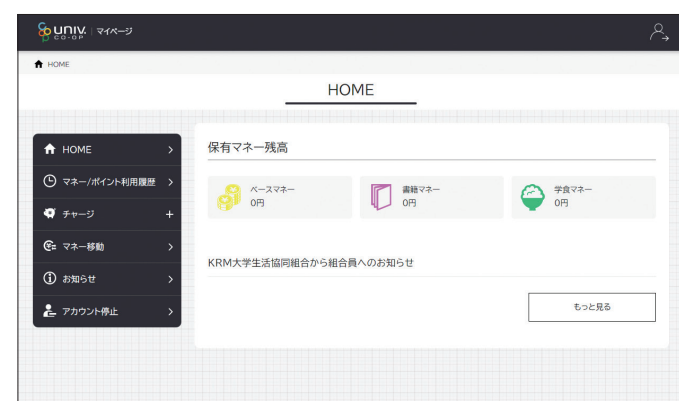 UNIV. CO-OP マイページ
HOME
HOME
HOME
マネー/ポイント利用履歴
チャージ
マネー移動
お知らせ
アカウント停止
保有マネー残高
ベースマネー
0円
書籍マネー
0円
学食マネー
0円
KRM大学生活協同組合から組合員へのお知らせ
もっと見る